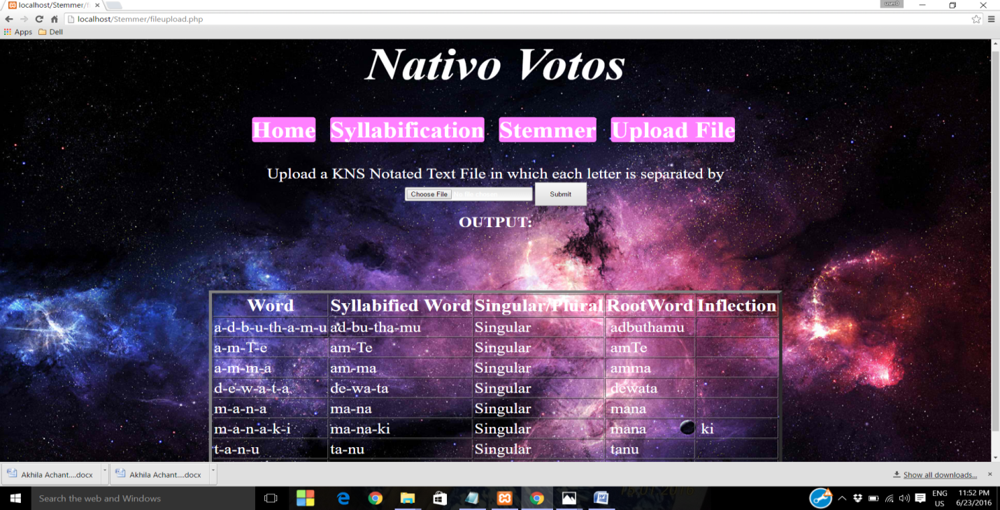 localhost/Stemmer/fi
user0
localhost/Stemmer/fileupload.php
Apps Dell
Nativo Votos
Home Syllabification Stemmer Upload File
Upload a KNS Notated Text File in which each letter is separated by
Choose File Submit
OUTPUT:
Word Syllabified Word Singular/Plural RootWord Inflection
a-d-b-u-th-a-m-u ad-bu-tha-mu Singular adbuthamu
a-m-T-e am-Te Singular amTe
a-m-m-a am-ma Singular amma
d-e-w-a-t-a de-wa-ta Singular dewata
m-a-n-a ma-na Singular mana
m-a-n-a-k-i ma-na-ki Singular mana ki
t-a-n-u ta-nu Singular tanu
Akhila Achant....docx Akhila Achant....docx Show all downloads...
Search the web and Windows
ENG 11:52 PM
US 6/23/2016